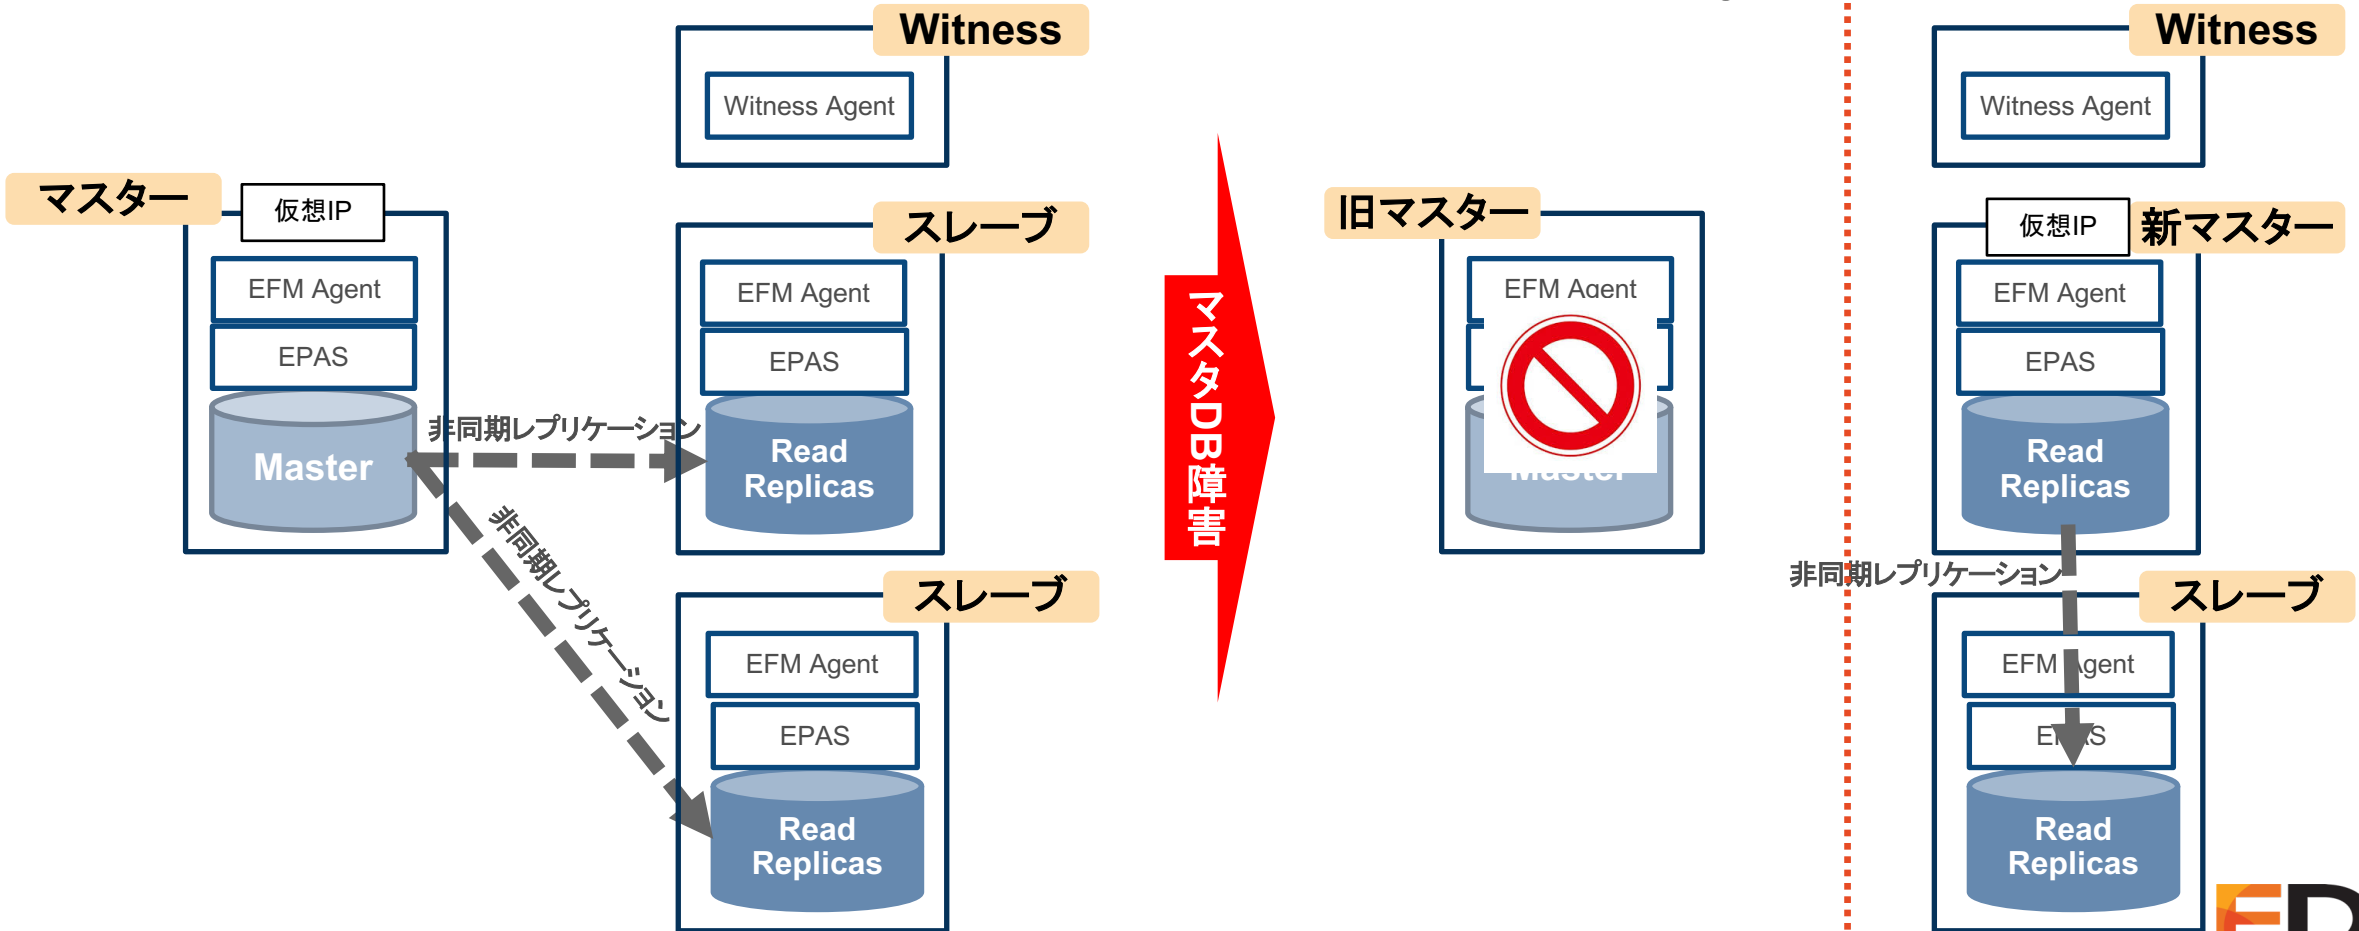 Witness
Witness Agent
マスター
仮想IP
EFM Agent
EPAS
Master
非同期レプリケーション
非同期レプリケーション
スレーブ
EFM Agent
EPAS
Read
Replicas
スレーブ
EFM Agent
EPAS
Read
Replicas
マスタDB障害
旧マスター
EFM Agent
Master
Witness
Witness Agent
仮想IP
新マスター
EFM Agent
EPAS
Read
Replicas
非同期レプリケーション
スレーブ
EFM Agent
EPAS
Read
Replicas